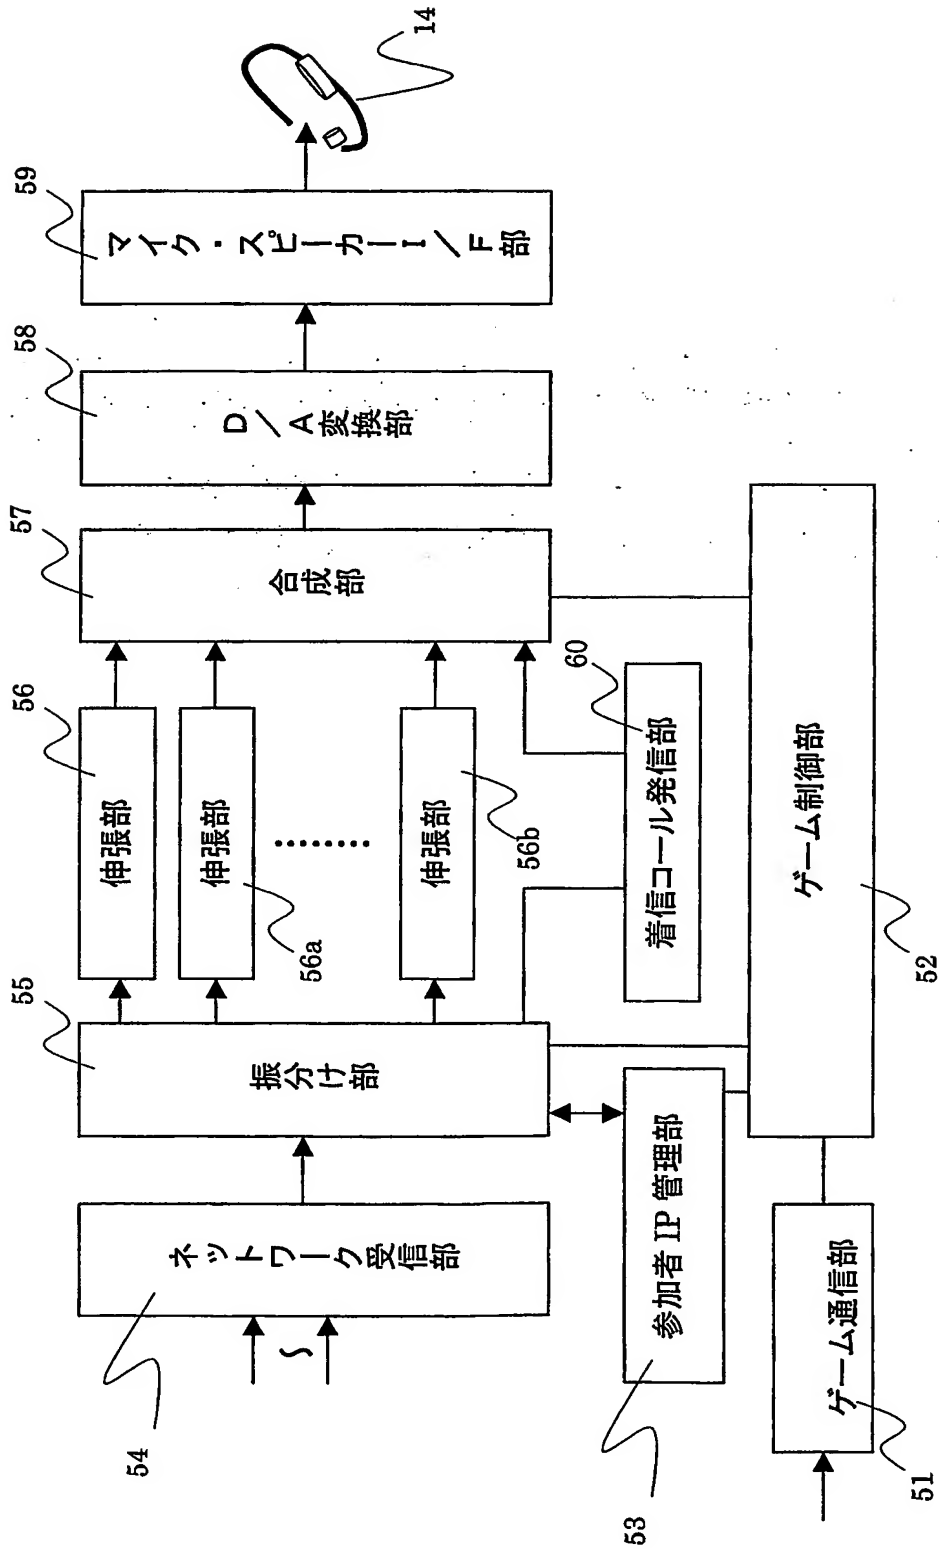 54
ネットワーク受信部
55
振分け部
56
伸張部
56a
伸張部
56b
伸張部
57
合成部
58
D/A変換部
59
マイク・スピーカーI/F部
14
53
参加者IP管理部
60
着信コール発信部
51
ゲーム通信部
52
ゲーム制御部